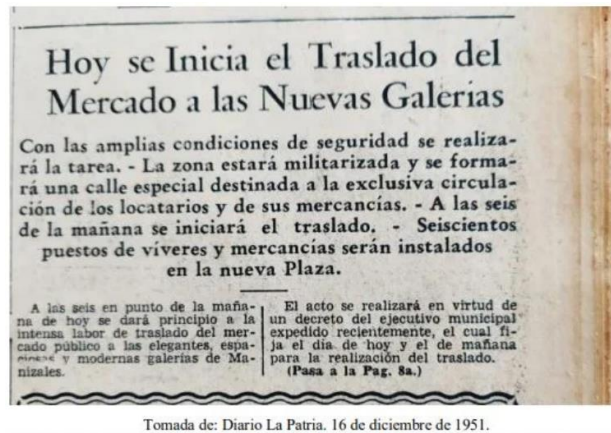 Hoy se Inicia el Traslado del
Mercado a las Nuevas Galerías
Con las amplias condiciones de seguridad se realiza-
rá la tarea. - La zona estará militarizada y se forma-
rá una calle especial destinada a la exclusiva circula-
ción de los locatarios y de sus mercancías. - A las seis
de la mañana se iniciará el traslado. - Seiscientos
puestos de víveres y mercancías serán instalados
en la nueva Plaza.
A las seis en punto de la maña-
na de hoy se dará principio a la
intensa labor de traslado del mer-
cado público a las elegantes, espa-
y modernas galerías de Ma-
nizales.
El acto se realizará en virtud de
un decreto del ejecutivo municipal
expedido recientemente, el cual fi-
ja el día de hoy y el de mañana
para la realización del traslado.
(Pasa a la Pag. 8a.)
Tomada de: Diario La Patria. 16 de diciembre de 1951.